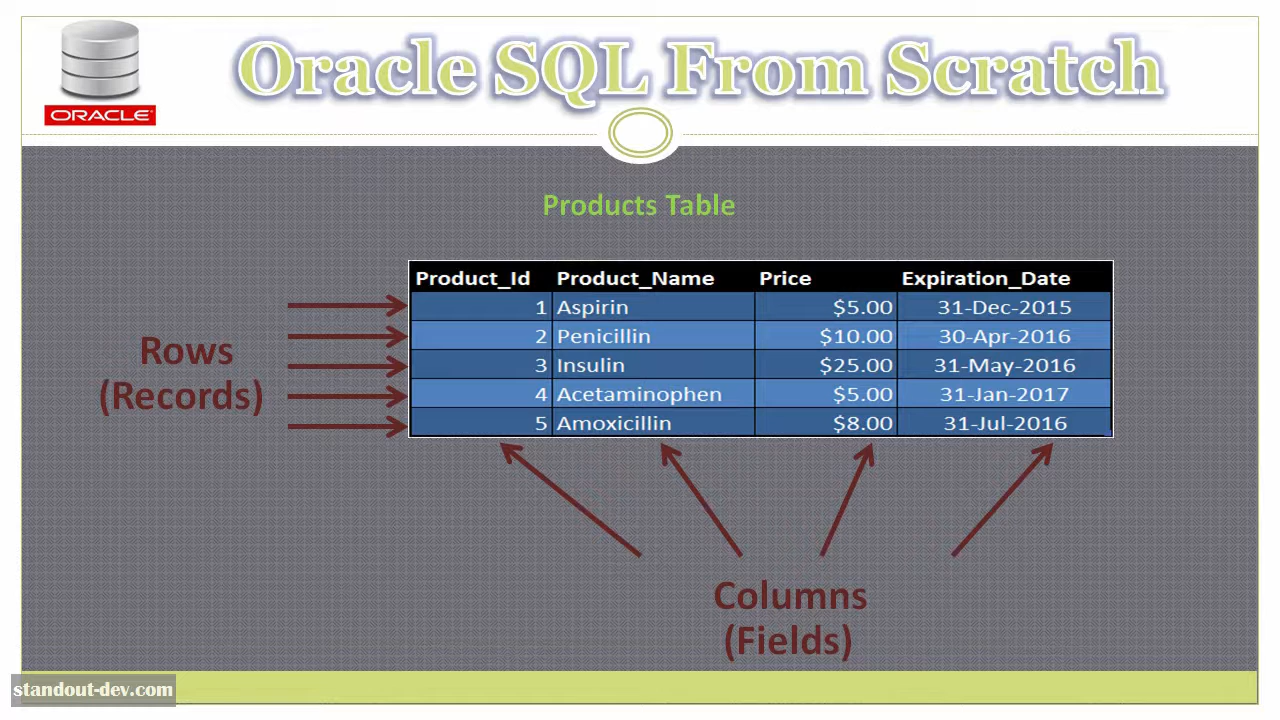 Oracle SQL From Scratch
ORACLE®
Products Table
Product_Id Product_Name Price Expiration_Date
1 Aspirin $5.00 31-Dec-2015
2 Penicillin $10.00 30-Apr-2016
3 Insulin $25.00 31-May-2016
4 Acetaminophen $5.00 31-Jan-2017
5 Amoxicillin $8.00 31-Jul-2016
Rows
(Records)
Columns
(Fields)
standout-dev.com